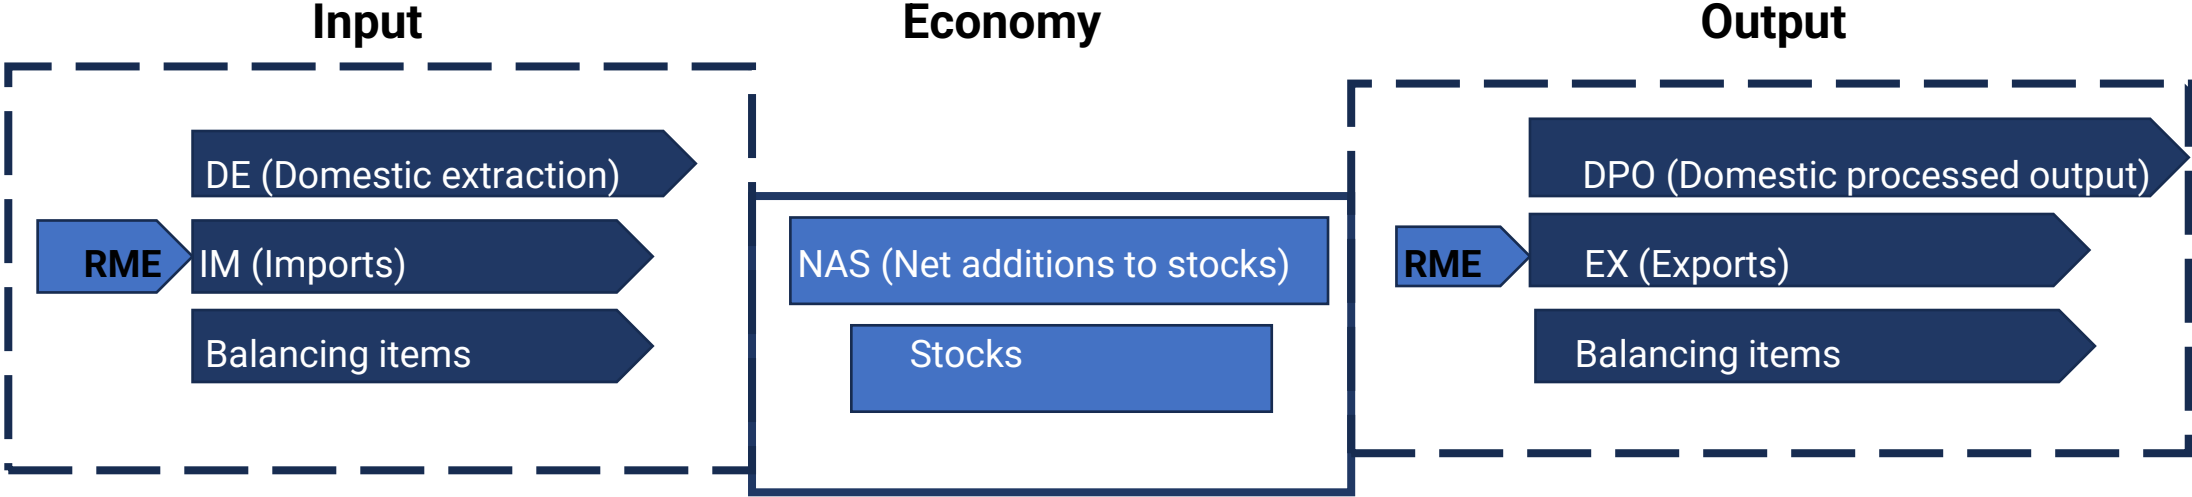 Input
Economy
Output
DE (Domestic extraction)
DPO (Domestic processed output)
RME
IM (Imports)
NAS (Net additions to stocks)
RME
EX (Exports)
Balancing items
Stocks
Balancing items